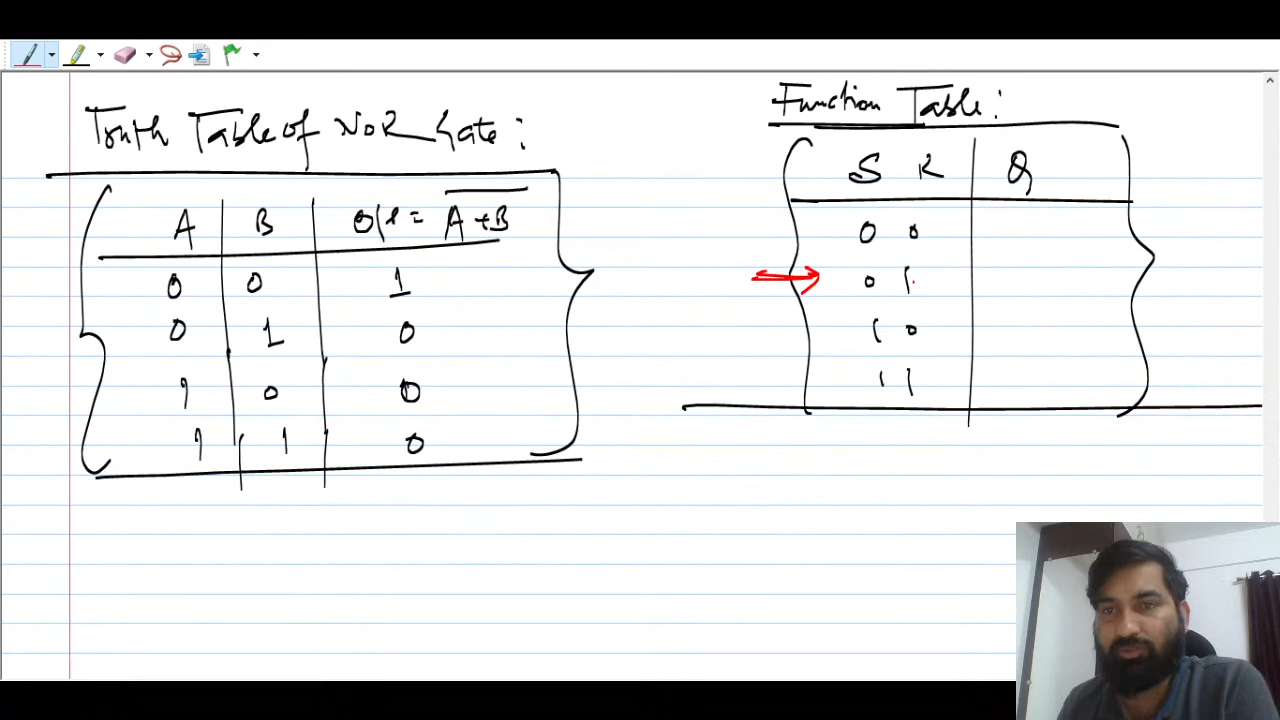 Truth Table of NOR Gate:
A B O/P = A+B
0 0 1
0 1 0
1 0 0
1 1 0
Function Table:
S R Q
0 0
0 1
1 0
1 1